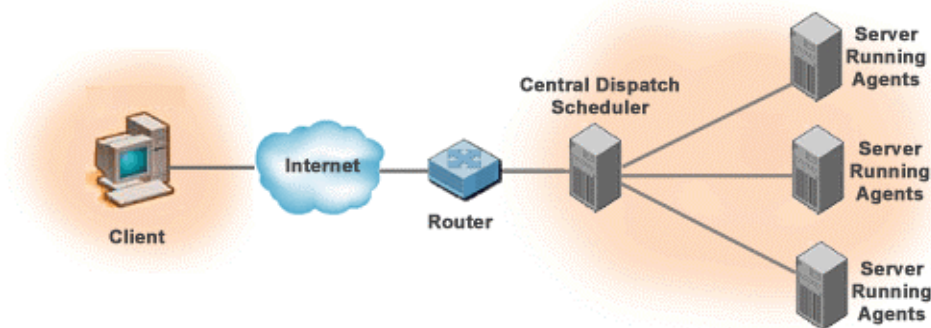 Server
Running
Agents
Central Dispatch
Scheduler
Internet
Server
Running
Agents
Router
Client
Server
Running
Agents